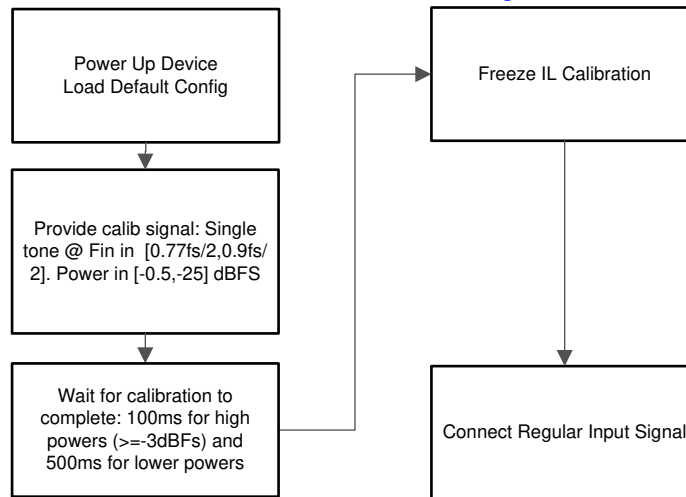 Power Up Device
Load Default Config
Provide calib signal: Single
tone @ Fin in [0.77fs/2,0.9fs/
2]. Power in [-0.5,-25] dBFS
Wait for calibration to
complete: 100ms for high
powers (>=-3dBFs) and
500ms for lower powers
Freeze IL Calibration
Connect Regular Input Signal